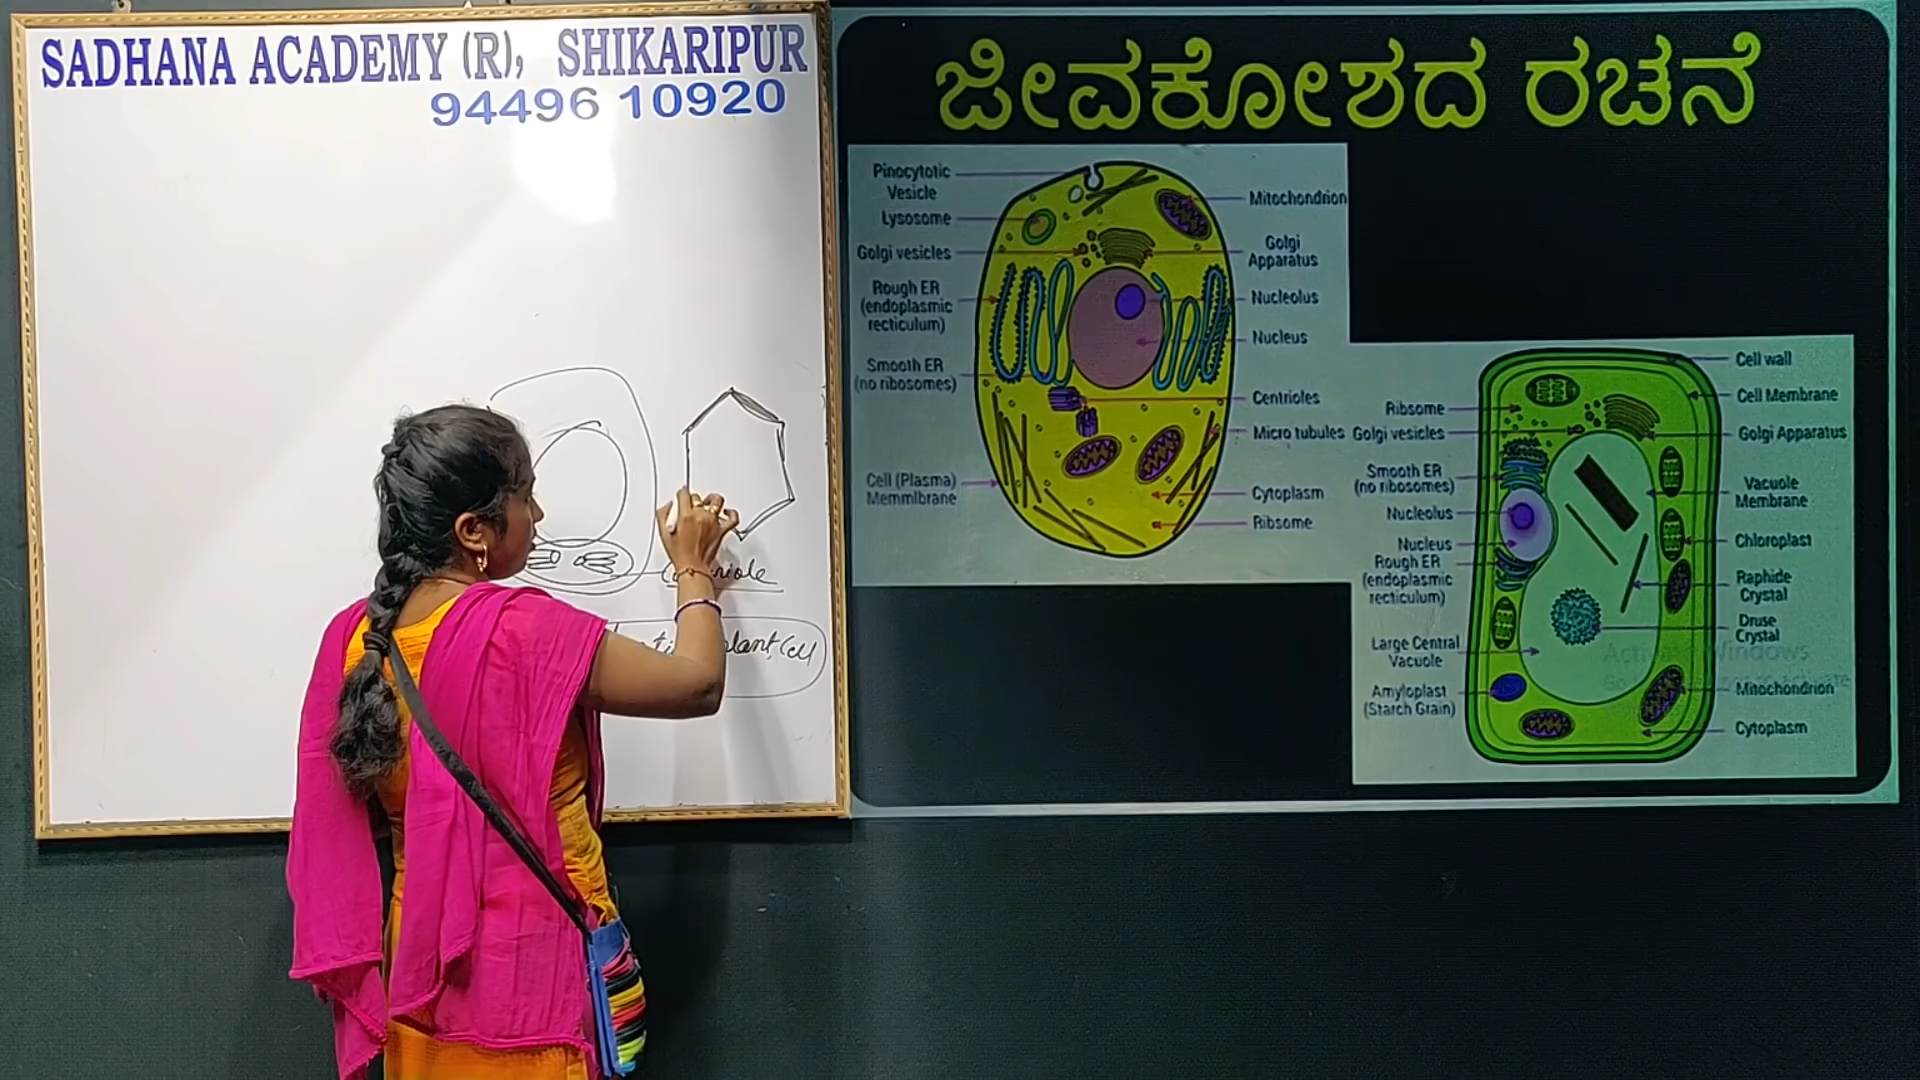 SADHANA ACADEMY (R), SHIKARIPUR
94496 10920
plant cell
ಜೀವಕೋಶದ ರಚನೆ
Pinocytotic
Vesicle
Lysosome
Golgi vesicles
Rough ER
(endoplasmic
recticulum)
Smooth ER
(no ribosomes)
Cell (Plasma)
Memmlbrane
Mitochondrion
Golgi
Apparatus
Nucleolus
Nucleus
Centrioles
Micro tubules
Cytoplasm
Ribsome
Ribsome
Golgi vesicles
Smooth ER
(no ribosomes)
Nucleolus
Nucleus
Rough ER
(endoplasmic
recticulum)
Large Central
Vacuole
Amyloplast
(Starch Grain)
Cell wall
Cell Membrane
Golgi Apparatus
Vacuole
Membrane
Chloroplast
Raphide
Crystal
Druse
Crystal
Mitochondrion
Cytoplasm
Windows